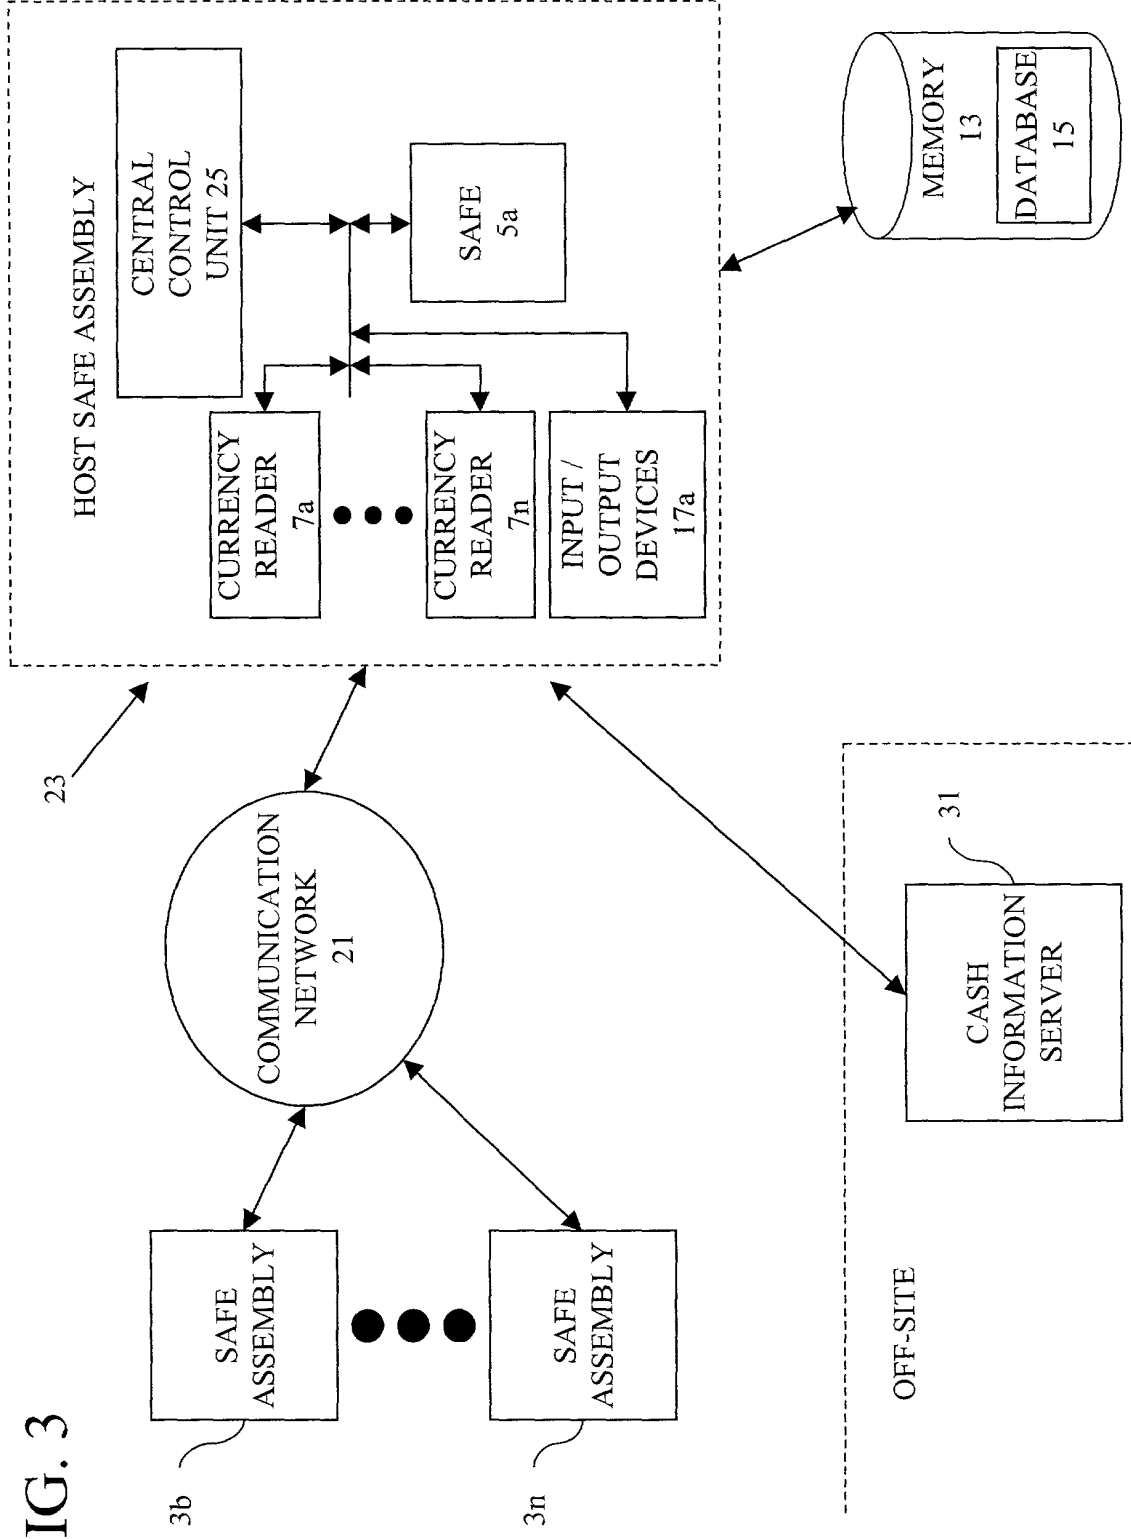 IG. 3
3b
SAFE
ASSEMBLY
3n
SAFE
ASSEMBLY
COMMUNICATION
NETWORK
21
23
HOST SAFE ASSEMBLY
CENTRAL
CONTROL
UNIT 25
CURRENCY
READER
7a
CURRENCY
READER
7n
INPUT /
OUTPUT
DEVICES
17a
SAFE
5a
MEMORY
13
DATABASE
15
OFF-SITE
CASH
INFORMATION
SERVER
31